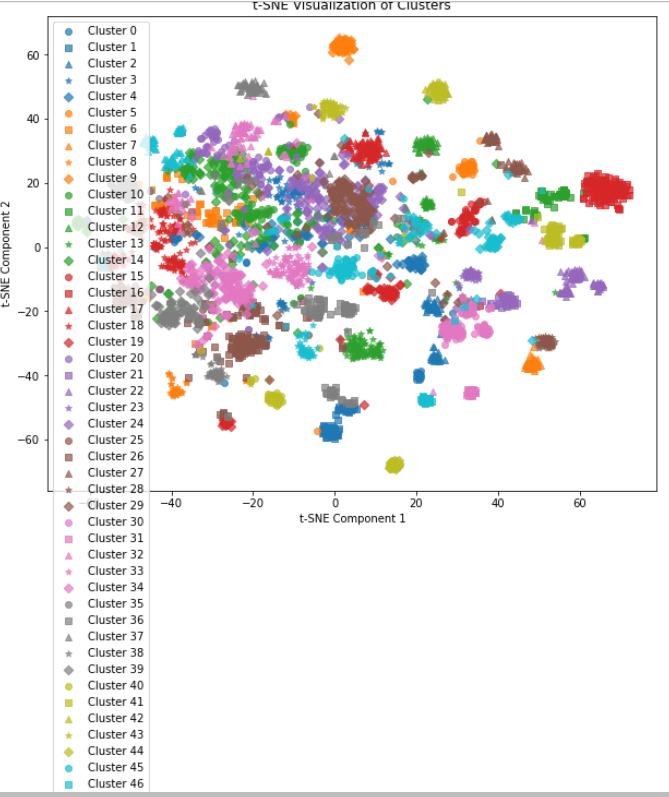 t-SNE Visualization of Clusters
Cluster 0
Cluster 1
Cluster 2
Cluster 3
Cluster 4
Cluster 5
Cluster 6
Cluster 7
Cluster 8
Cluster 9
Cluster 10
Cluster 11
Cluster 12
Cluster 13
Cluster 14
Cluster 15
Cluster 16
Cluster 17
Cluster 18
Cluster 19
Cluster 20
Cluster 21
Cluster 22
Cluster 23
Cluster 24
Cluster 25
Cluster 26
Cluster 27
Cluster 28
Cluster 29
Cluster 30
Cluster 31
Cluster 32
Cluster 33
Cluster 34
Cluster 35
Cluster 36
Cluster 37
Cluster 38
Cluster 39
Cluster 40
Cluster 41
Cluster 42
Cluster 43
Cluster 44
Cluster 45
Cluster 46
60
40
20
0
−20
−40
−60
t-SNE Component 2
−60 −40 −20 0 20 40 60
t-SNE Component 1